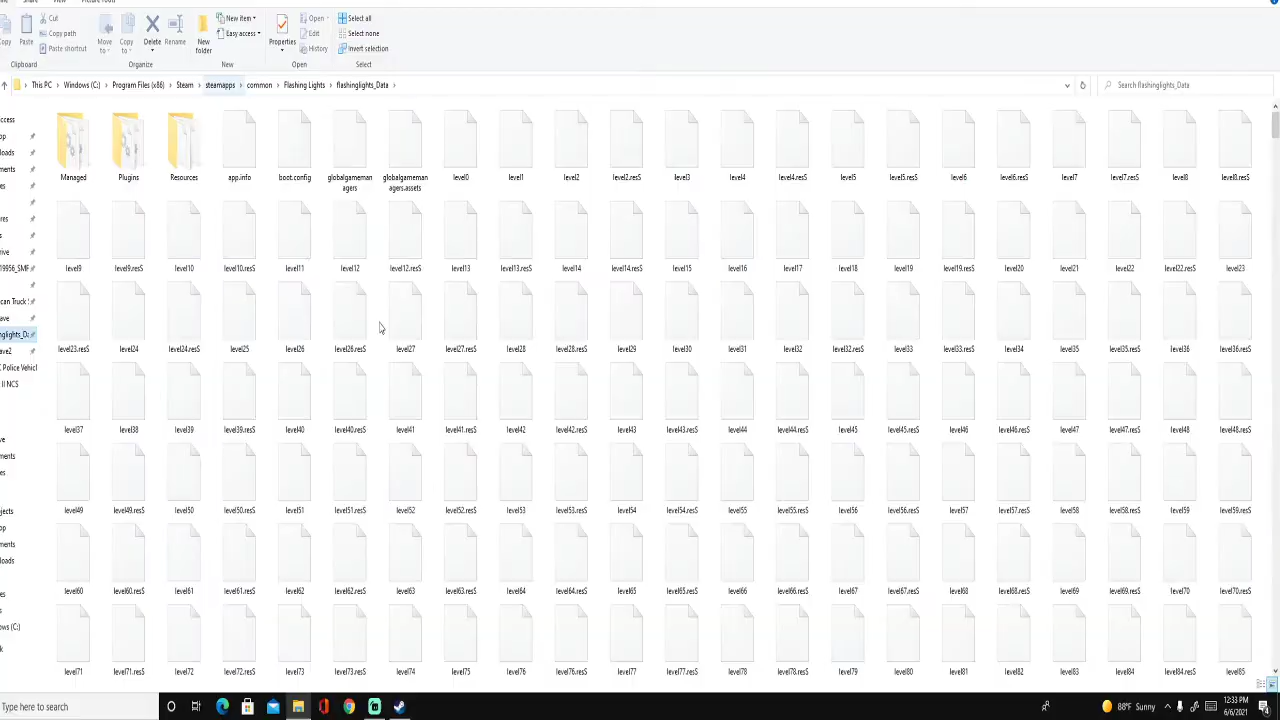 Share View Picture Tools
Cut
Copy path
Paste shortcut
Copy Paste
Move to
Copy to
Delete
Rename
New folder
New item
Easy access
Properties
Open
Edit
History
Select all
Select none
Invert selection
Clipboard Organize New Open Select
This PC > Windows (C:) > Program Files (x86) > Steam > steamapps > common > Flashing Lights > flashinglights_Data >
Search flashinglights_Data
Managed Plugins Resources app.info boot.config globalgamemanagers globalgamemanagers.assets level0 level1 level2 level2.resS level3 level4 level4.resS level5 level5.resS level6 level6.resS level7 level7.resS level8 level8.resS
level9 level9.resS level10 level10.resS level11 level12 level12.resS level13 level13.resS level14 level14.resS level15 level16 level17 level18 level19 level19.resS level20 level21 level22 level22.resS level23
level23.resS level24 level24.resS level25 level26 level26.resS level27 level27.resS level28 level28.resS level29 level30 level31 level32 level32.resS level33 level33.resS level34 level35 level35.resS level36 level36.resS
level37 level38 level39 level40 level40.resS level41 level41.resS level42 level42.resS level43 level43.resS level44 level44.resS level45 level45.resS level46 level46.resS level47 level47.resS level48 level48.resS
level49 level49.resS level50 level50.resS level51 level51.resS level52 level52.resS level53 level53.resS level54 level54.resS level55 level55.resS level56 level56.resS level57 level57.resS level58 level58.resS level59 level59.resS
level60 level60.resS level61 level61.resS level62 level62.resS level63 level63.resS level64 level64.resS level65 level65.resS level66 level66.resS level67 level67.resS level68 level68.resS level69 level69.resS level70 level70.resS
level71 level71.resS level72 level72.resS level73 level73.resS level74 level75 level76 level76.resS level77 level77.resS level78 level78.resS level79 level80 level81 level82 level83 level84 level84.resS level85
Type here to search
88°F Sunny
12:33 PM
6/6/2021